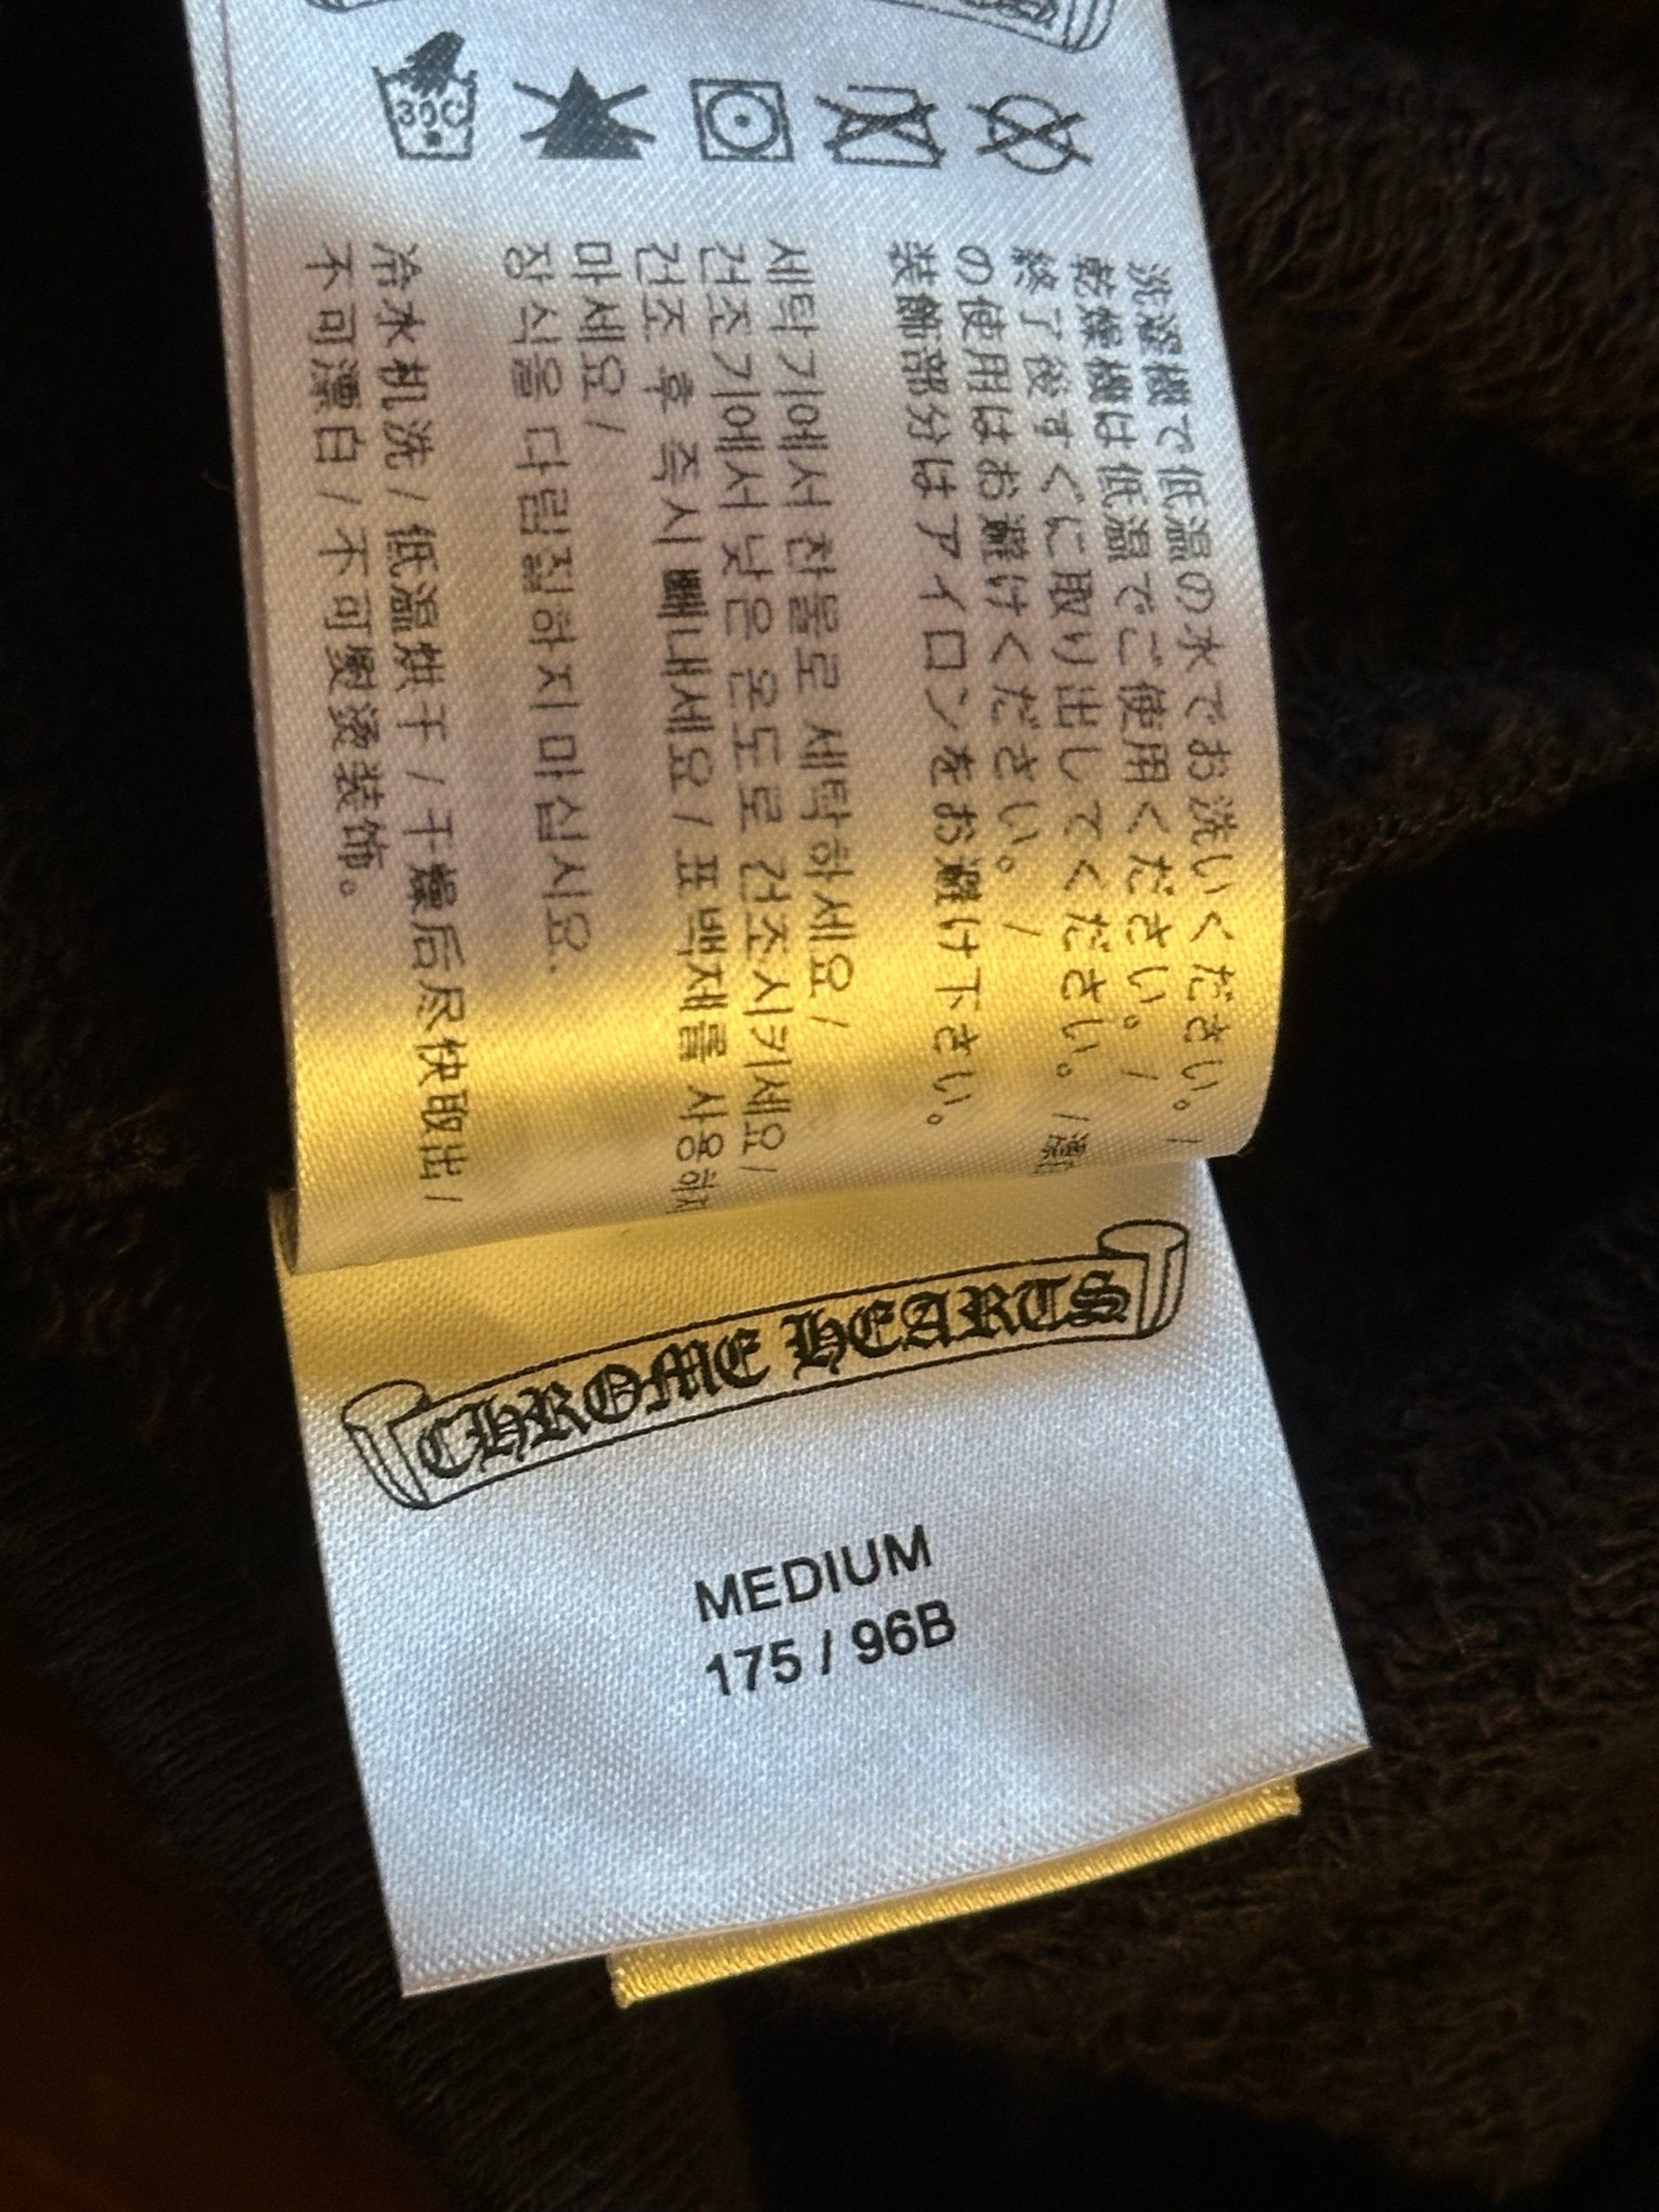 30C
洗濯機で低温の水でお洗いください。/
乾燥機は低温でご使用ください。/
終了後すぐに取り出してください。/漂
の使用はお避けください。/
装飾部分はアイロンをお避け下さい。
세탁기에서 찬물로 세탁하세요/
건조기에서 낮은 온도로 건조시키세요/
건조 후 즉시 빼내세요 / 표백제를 사용하지
마세요 /
장식을 다림질하지 마십시요.
冷水机洗 / 低温烘干 / 干燥后尽快取出 /
不可漂白 / 不可熨烫装饰。
CHROME HEARTS
MEDIUM
175 / 96B